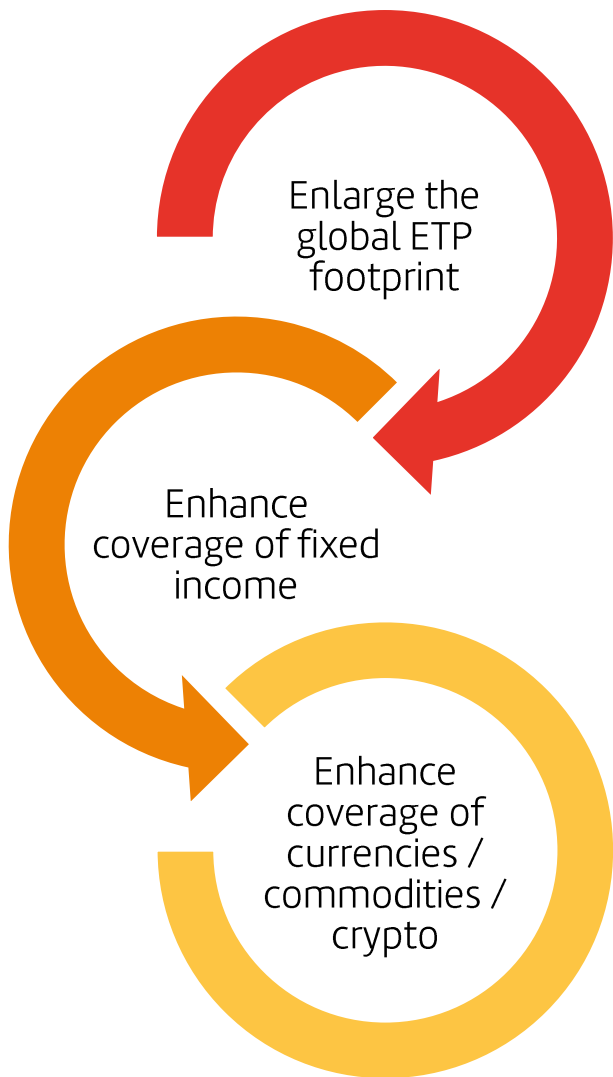 Enlarge the
global ETP
footprint
Enhance
coverage of fixed
income
Enhance
coverage of
currencies /
commodities /
crypto